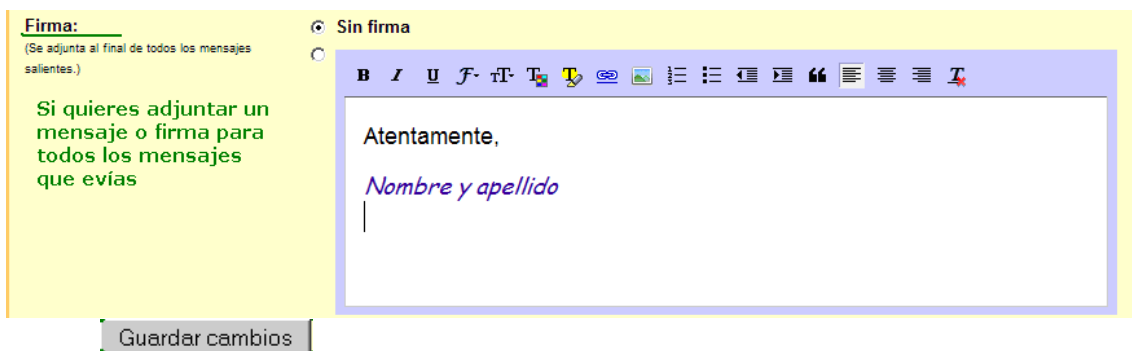 Firma:
(Se adjunta al final de todos los mensajes
salientes.)
Si quieres adjuntar un
mensaje o firma para
todos los mensajes
que evías
Sin firma
B I U F T T T T
Atentamente,
Nombre y apellido
Guardar cambios